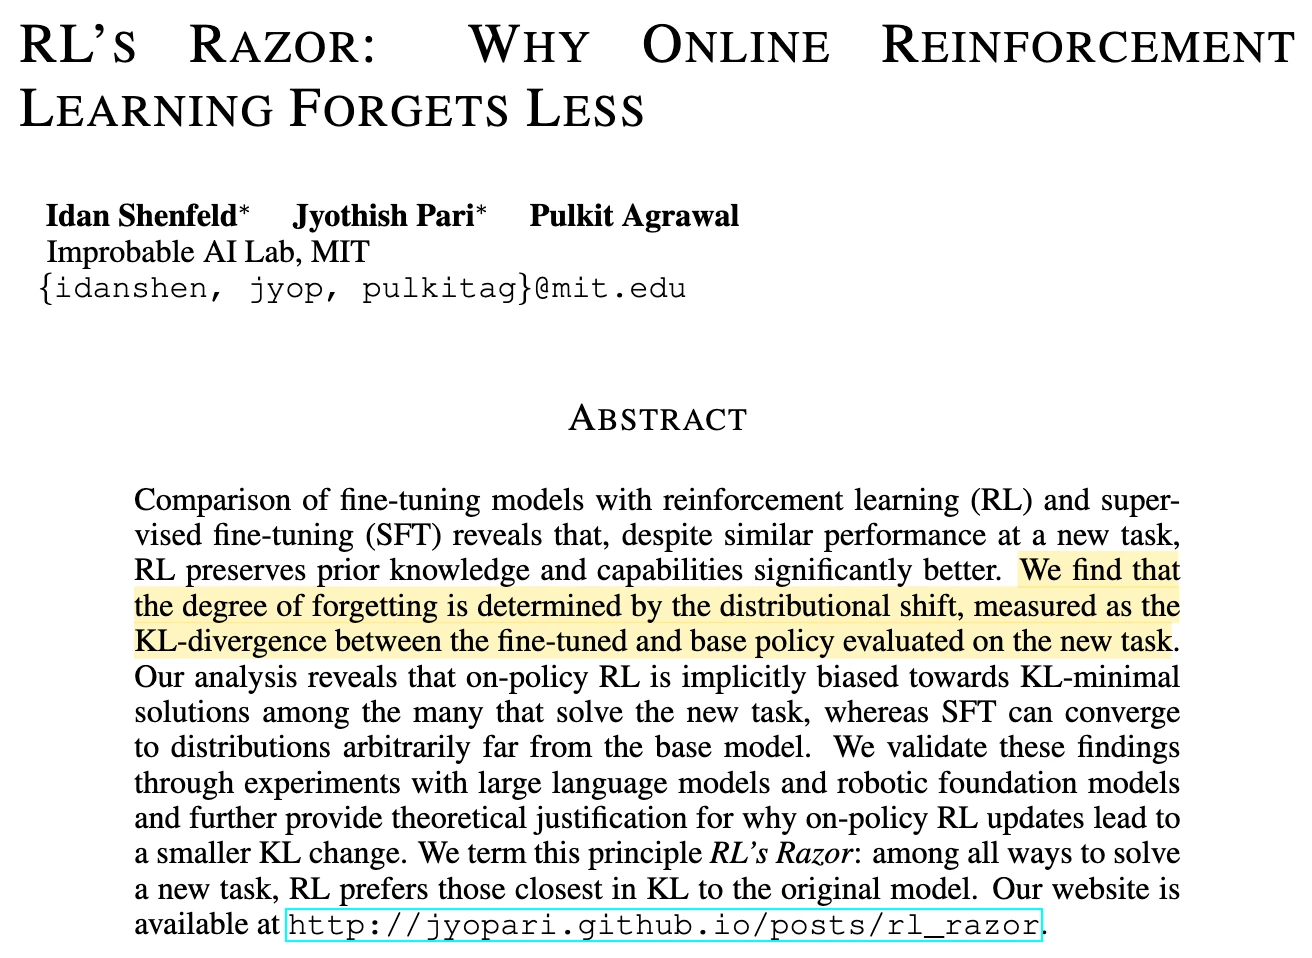 RL'S RAZOR: WHY ONLINE REINFORCEMENT
LEARNING FORGETS LESS
Idan Shenfeld* Jyothish Pari* Pulkit Agrawal
Improbable AI Lab, MIT
{idanshen, jyop, pulkitag}@mit.edu
ABSTRACT
Comparison of fine-tuning models with reinforcement learning (RL) and super-
vised fine-tuning (SFT) reveals that, despite similar performance at a new task,
RL preserves prior knowledge and capabilities significantly better. We find that
the degree of forgetting is determined by the distributional shift, measured as the
KL-divergence between the fine-tuned and base policy evaluated on the new task.
Our analysis reveals that on-policy RL is implicitly biased towards KL-minimal
solutions among the many that solve the new task, whereas SFT can converge
to distributions arbitrarily far from the base model. We validate these findings
through experiments with large language models and robotic foundation models
and further provide theoretical justification for why on-policy RL updates lead to
a smaller KL change. We term this principle RL's Razor: among all ways to solve
a new task, RL prefers those closest in KL to the original model. Our website is
available at http://jyopari.github.io/posts/rl_razor.